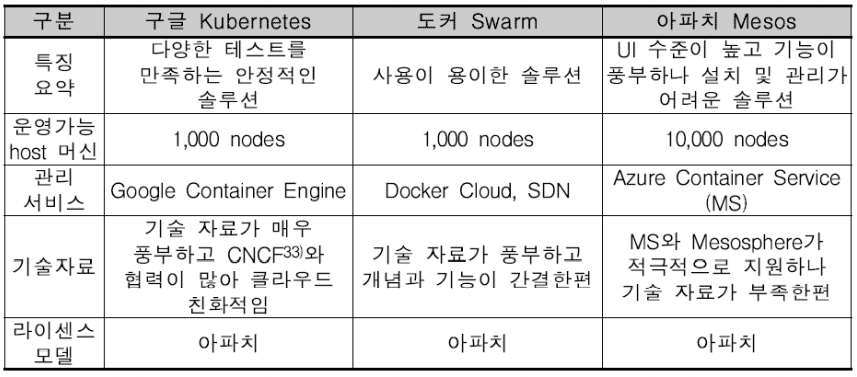 구분 구글 Kubernetes 도커 Swarm 아파치 Mesos
특징
요약
다양한 테스트를
만족하는 안정적인
솔루션
사용이 용이한 솔루션
UI 수준이 높고 기능이
풍부하나 설치 및 관리가
어려운 솔루션
운영가능
host 머신
1,000 nodes
1,000 nodes
10,000 nodes
관리
서비스
Google Container Engine
Docker Cloud, SDN
Azure Container Service
(MS)
기술자료
기술 자료가 매우
풍부하고 CNCF33)와
협력이 많아 클라우드
친화적임
기술 자료가 풍부하고
개념과 기능이 간결한편
MS와 Mesosphere가
적극적으로 지원하나
기술 자료가 부족한편
라이센스
모델
아파치
아파치
아파치